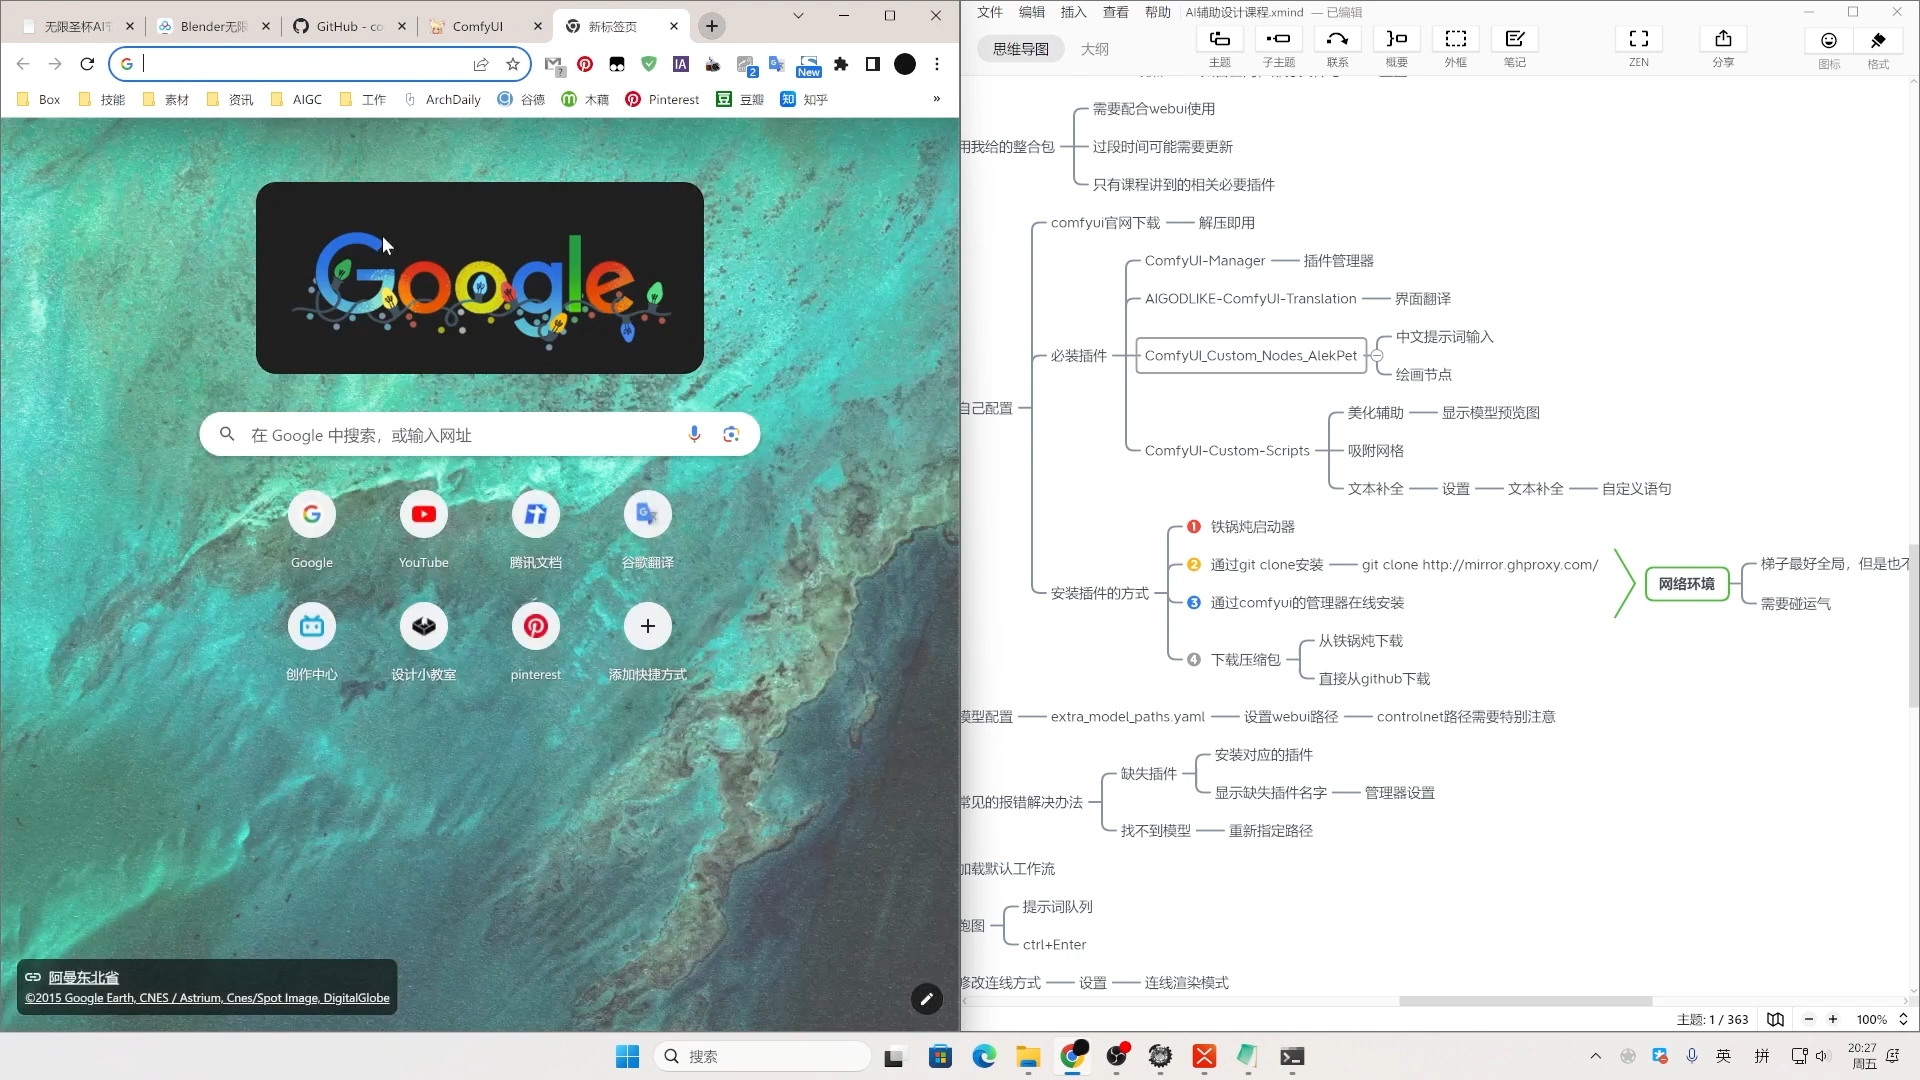 无限圣杯AI节
Blender无限
GitHub - co
ComfyUI
新标签页
文件
编辑
插入
查看
帮助
AI辅助设计课程.xmind — 已编辑
思维导图
大纲
主题
子主题
联系
概要
外框
笔记
ZEN
分享
图标
格式
New
2
IA
Box
技能
素材
资讯
AIGC
工作
ArchDaily
谷德
木藕
Pinterest
豆瓣
知乎
»
Google
在 Google 中搜索，或输入网址
Google
YouTube
腾讯文档
谷歌翻译
创作中心
设计小教室
pinterest
添加快捷方式
阿曼东北省
©2015 Google Earth, CNES / Astrium, Cnes/Spot Image, DigitalGlobe
用我给的整合包
需要配合webui使用
过段时间可能需要更新
只有课程讲到的相关必要插件
自己配置
comfyui官网下载
解压即用
必装插件
ComfyUI-Manager
插件管理器
AIGODLIKE-ComfyUI-Translation
界面翻译
ComfyUI_Custom_Nodes_AlekPet
中文提示词输入
绘画节点
ComfyUI-Custom-Scripts
美化辅助
显示模型预览图
吸附网格
文本补全
设置
文本补全
自定义语句
安装插件的方式
1 铁锅炖启动器
2 通过git clone安装
git clone http://mirror.ghproxy.com/
3 通过comfyui的管理器在线安装
4 下载压缩包
从铁锅炖下载
直接从github下载
网络环境
梯子最好全局，但是也不
需要碰运气
模型配置
extra_model_paths.yaml
设置webui路径
controlnet路径需要特别注意
常见的报错解决办法
缺失插件
安装对应的插件
显示缺失插件名字
管理器设置
找不到模型
重新指定路径
加载默认工作流
跑图
提示词队列
ctrl+Enter
修改连线方式
设置
连线渲染模式
主题: 1 / 363
100%
搜索
英
拼
20:27
周五